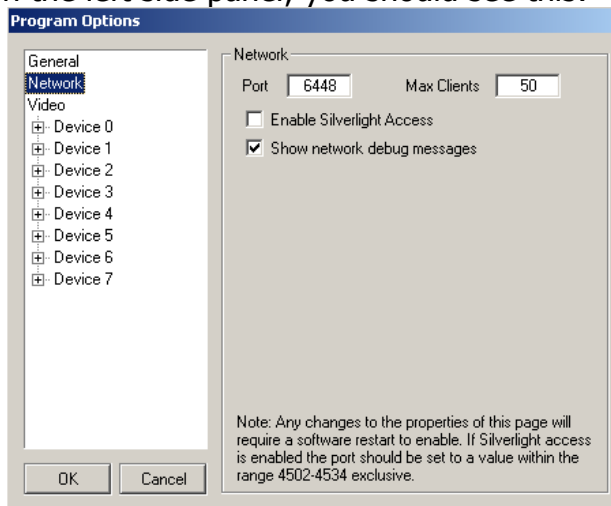 the left side panel, you should see this:
Program Options
General
Network
Video
Device 0
Device 1
Device 2
Device 3
Device 4
Device 5
Device 6
Device 7
Network
Port 6448 Max Clients 50
Enable Silverlight Access
Show network debug messages
Note: Any changes to the properties of this page will
require a software restart to enable. If Silverlight access
is enabled the port should be set to a value within the
range 4502-4534 exclusive.
OK Cancel